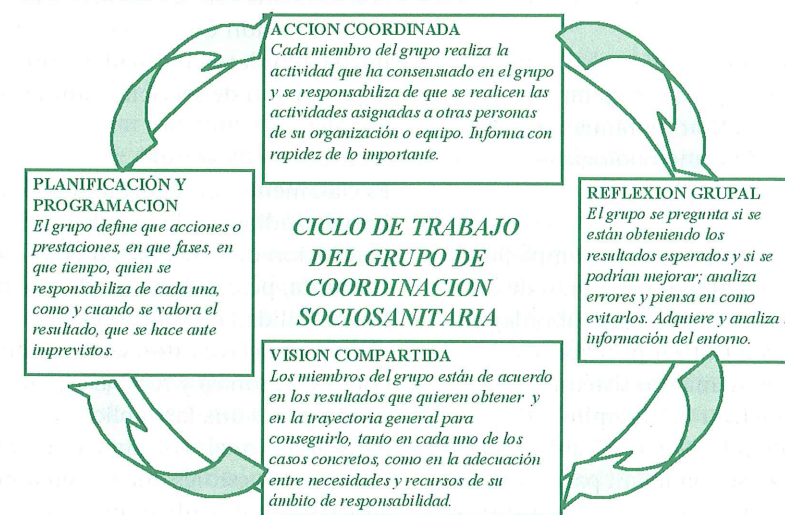 ACCION COORDINADA
Cada miembro del grupo realiza la
actividad que ha consensuado en el grupo
y se responsabiliza de que se realicen las
actividades asignadas a otras personas
de su organización o equipo. Informa con
rapidez de lo importante.
PLANIFICACIÓN Y
PROGRAMACION
El grupo define que acciones o
prestaciones, en que fases, en
que tiempo, quien se
responsabiliza de cada una,
como y cuando se valora el
resultado, que se hace ante
imprevistos.
CICLO DE TRABAJO
DEL GRUPO DE
COORDINACION
SOCIOSANITARIA
REFLEXION GRUPAL
El grupo se pregunta si se
están obteniendo los
resultados esperados y si se
podrían mejorar; analiza
errores y piensa en como
evitarlos. Adquiere y analiza
información del entorno.
VISION COMPARTIDA
Los miembros del grupo están de acuerdo
en los resultados que quieren obtener y
en la trayectoria general para
conseguirlo, tanto en cada uno de los
casos concretos, como en la adecuación
entre necesidades y recursos de su
ámbito de responsabilidad.